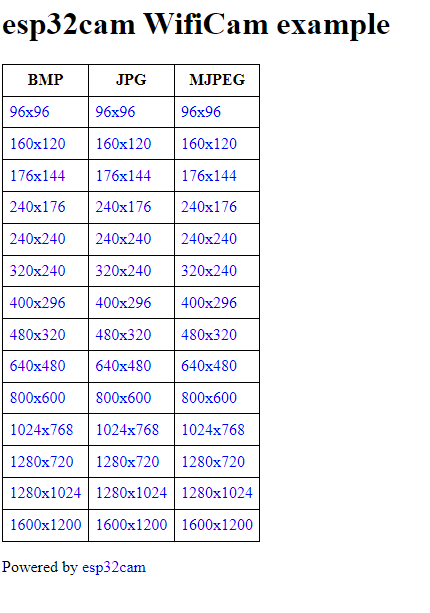 esp32cam WifiCam example
BMP JPG MJPEG
96x96 96x96 96x96
160x120 160x120 160x120
176x144 176x144 176x144
240x176 240x176 240x176
240x240 240x240 240x240
320x240 320x240 320x240
400x296 400x296 400x296
480x320 480x320 480x320
640x480 640x480 640x480
800x600 800x600 800x600
1024x768 1024x768 1024x768
1280x720 1280x720 1280x720
1280x1024 1280x1024 1280x1024
1600x1200 1600x1200 1600x1200
Powered by esp32cam